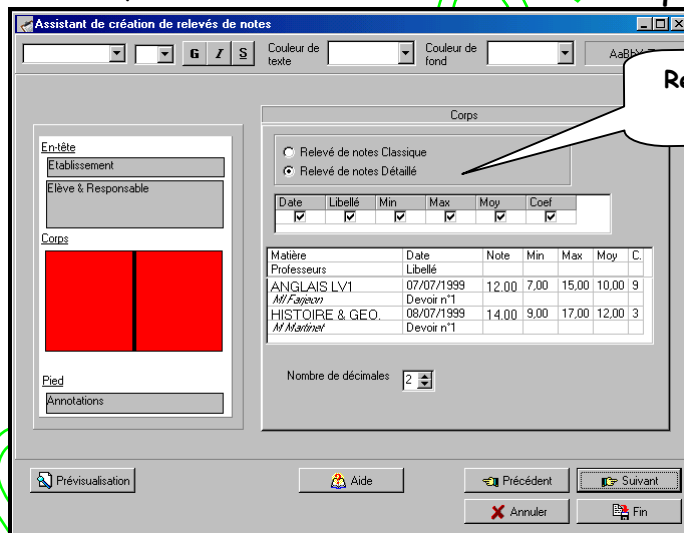 Assistant de création de relevés de notes
G I S Couleur de texte Couleur de fond
Corps
En-tête
Etablissement
Elève & Responsable
Corps
Pied
Annotations
Relevé de notes Classique
Relevé de notes Détaillé
Date Libellé Min Max Moy Coef
Matière Date Note Min Max Moy C.
Professeurs Libellé
ANGLAIS LV1 07/07/1999 12.00 7,00 15,00 10,00 9
Ml Farjeon Devoir n°1
HISTOIRE & GEO. 08/07/1999 14.00 9,00 17,00 12,00 3
M Martinet Devoir n°1
Nombre de décimales 2
Prévisualisation Aide Précédent Suivant
Annuler Fin